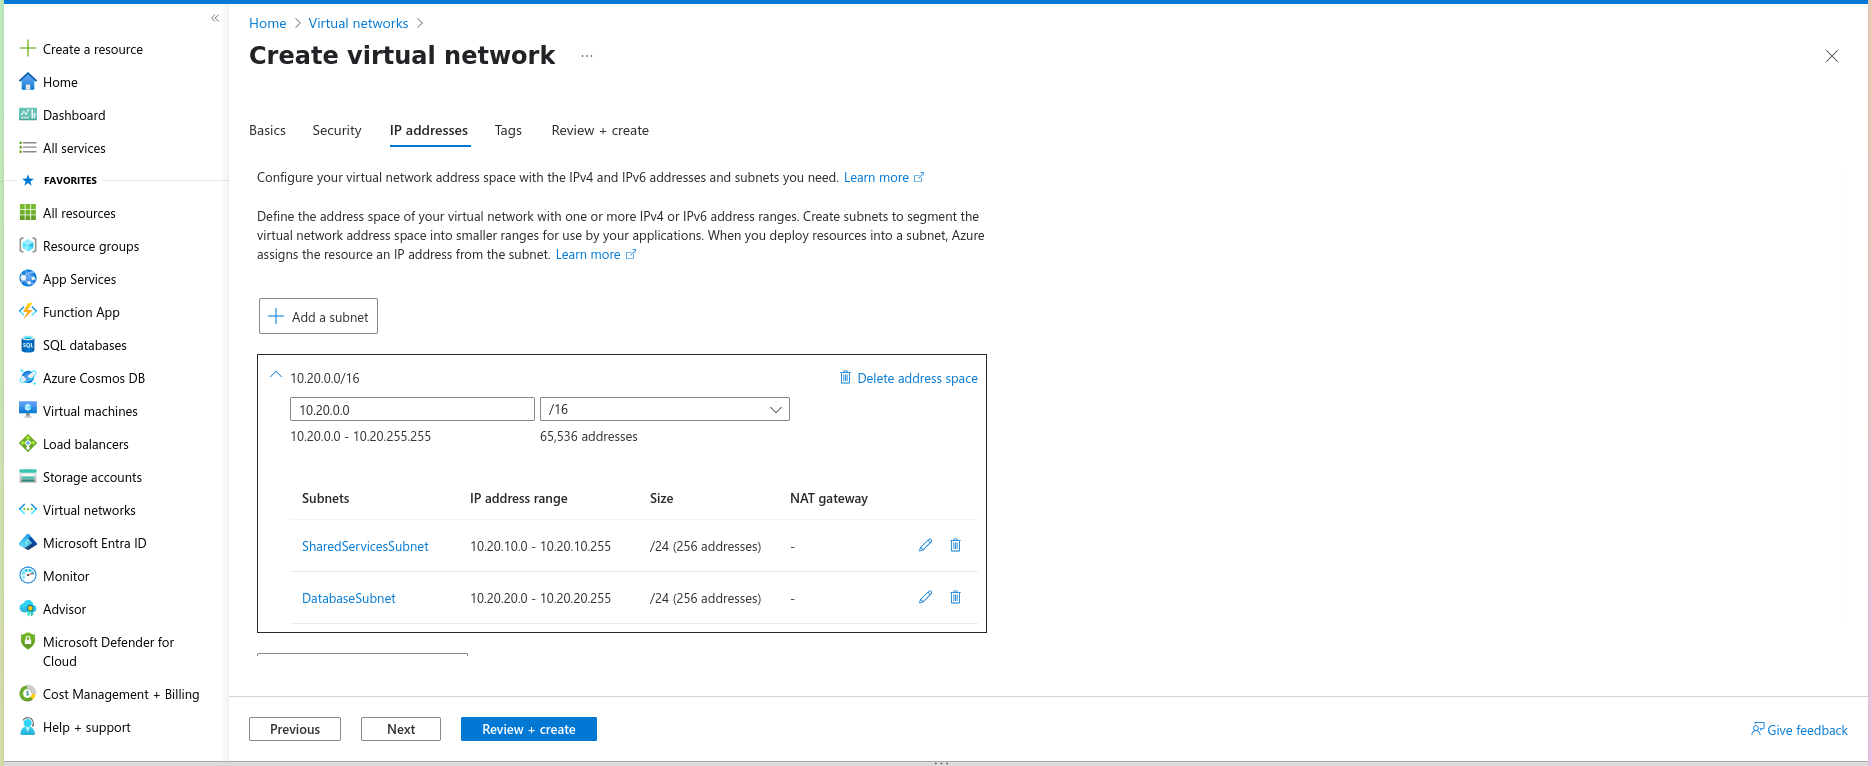 Create a resource
Home
Dashboard
All services
FAVORITES
All resources
Resource groups
App Services
Function App
SQL databases
Azure Cosmos DB
Virtual machines
Load balancers
Storage accounts
Virtual networks
Microsoft Entra ID
Monitor
Advisor
Microsoft Defender for
Cloud
Cost Management + Billing
Help + support
Home > Virtual networks >
Create virtual network ...
Basics Security IP addresses Tags Review + create
Configure your virtual network address space with the IPv4 and IPv6 addresses and subnets you need. Learn more
Define the address space of your virtual network with one or more IPv4 or IPv6 address ranges. Create subnets to segment the
virtual network address space into smaller ranges for use by your applications. When you deploy resources into a subnet, Azure
assigns the resource an IP address from the subnet. Learn more
Add a subnet
10.20.0.0/16 Delete address space
10.20.0.0 /16
10.20.0.0 - 10.20.255.255 65,536 addresses
Subnets IP address range Size NAT gateway
SharedServicesSubnet 10.20.10.0 - 10.20.10.255 /24 (256 addresses) -
DatabaseSubnet 10.20.20.0 - 10.20.20.255 /24 (256 addresses) -
Previous Next Review + create Give feedback